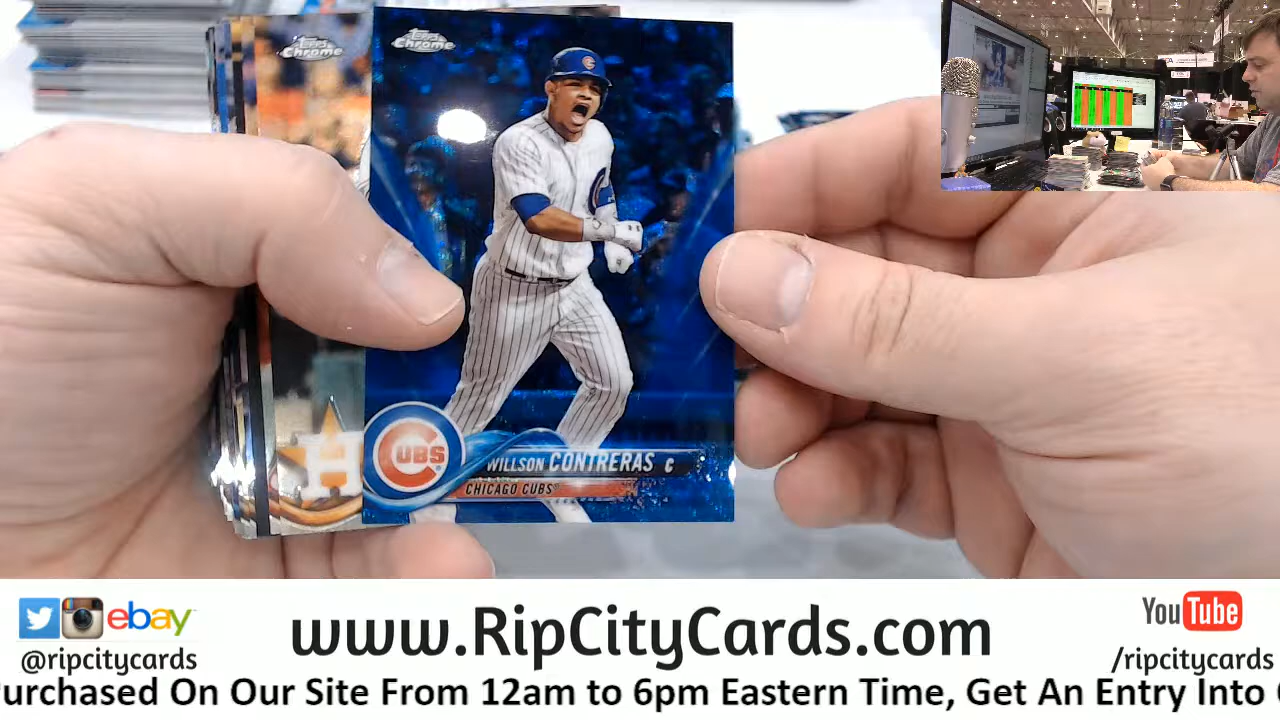 Topps Chrome
Topps Chrome
C
CUBS
WILLSON CONTRERAS C
CHICAGO CUBS
H
ebay
www.RipCityCards.com
YouTube
@ripcitycards
/ripcitycards
Purchased On Our Site From 12am to 6pm Eastern Time, Get An Entry Into